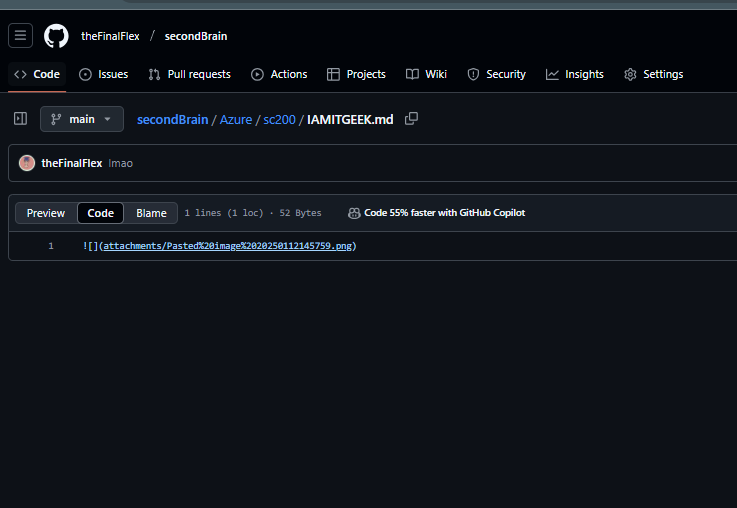 theFinalFlex / secondBrain
Code Issues Pull requests Actions Projects Wiki Security Insights Settings
main secondBrain / Azure / sc200 / IAMITGEEK.md
theFinalFlex lmao
Preview Code Blame 1 lines (1 loc) · 52 Bytes Code 55% faster with GitHub Copilot
1 ![](attachments/Pasted%20image%2020250112145759.png)